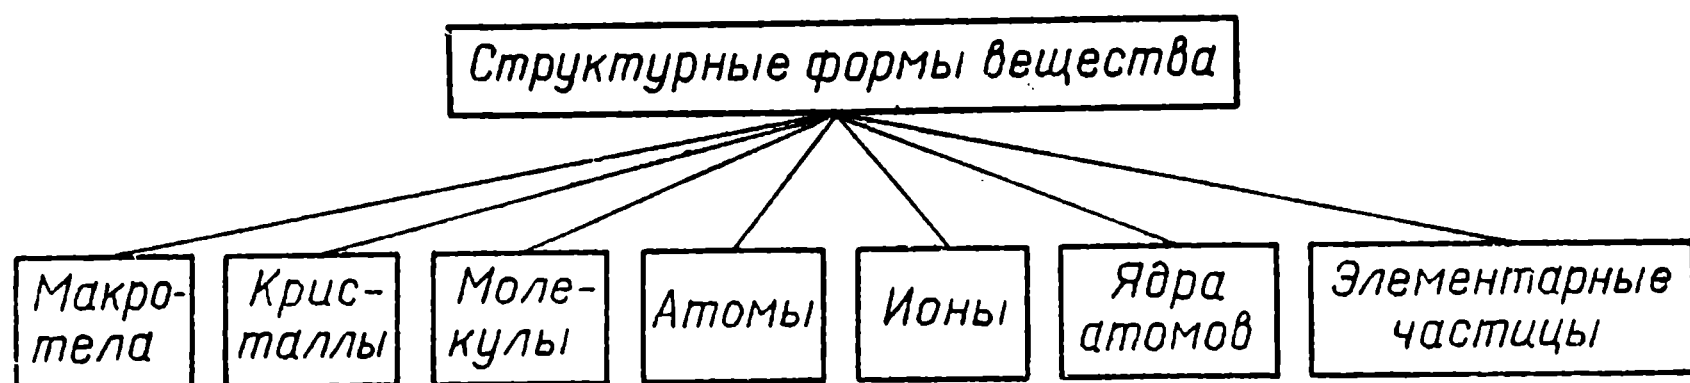 Структурные формы вещества
Макро-
тела
Крис-
таллы
Моле-
кулы
Атомы
Ионы
Ядра
атомов
Элементарные
частицы